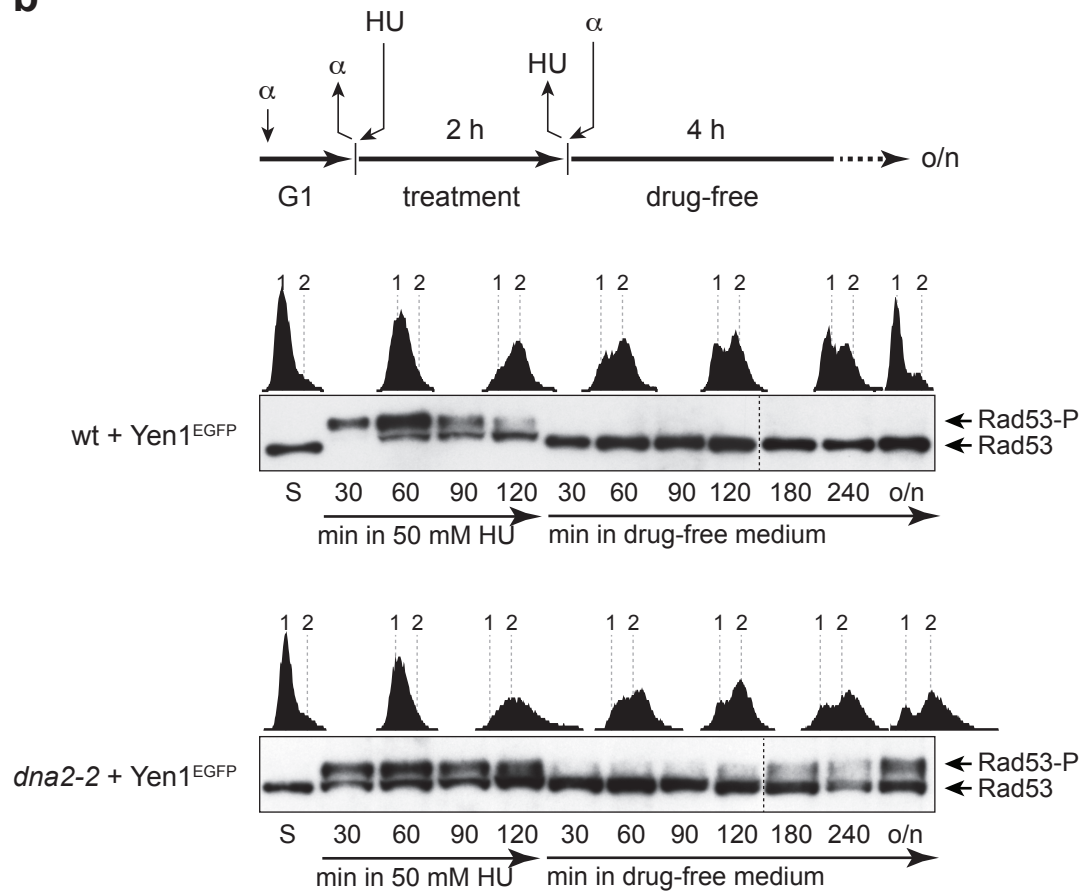 b
HU
α
α
HU
α
2 h
4 h
o/n
G1
treatment
drug-free
1 2 1 2 1 2 1 2 1 2 1 2 1 2
wt + Yen1EGFP
Rad53-P
Rad53
S 30 60 90 120 30 60 90 120 180 240 o/n
min in 50 mM HU
min in drug-free medium
1 2 1 2 1 2 1 2 1 2 1 2 1 2
dna2-2 + Yen1EGFP
Rad53-P
Rad53
S 30 60 90 120 30 60 90 120 180 240 o/n
min in 50 mM HU
min in drug-free medium